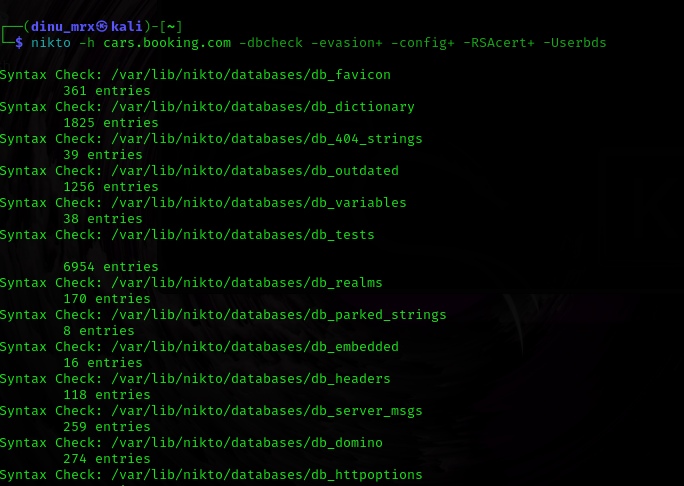 ┌──(dinu_mrx㉿kali)-[~]
└─$ nikto -h cars.booking.com -dbcheck -evasion+ -config+ -RSAcert+ -Userbds
Syntax Check: /var/lib/nikto/databases/db_favicon
361 entries
Syntax Check: /var/lib/nikto/databases/db_dictionary
1825 entries
Syntax Check: /var/lib/nikto/databases/db_404_strings
39 entries
Syntax Check: /var/lib/nikto/databases/db_outdated
1256 entries
Syntax Check: /var/lib/nikto/databases/db_variables
38 entries
Syntax Check: /var/lib/nikto/databases/db_tests
6954 entries
Syntax Check: /var/lib/nikto/databases/db_realms
170 entries
Syntax Check: /var/lib/nikto/databases/db_parked_strings
8 entries
Syntax Check: /var/lib/nikto/databases/db_embedded
16 entries
Syntax Check: /var/lib/nikto/databases/db_headers
118 entries
Syntax Check: /var/lib/nikto/databases/db_server_msgs
259 entries
Syntax Check: /var/lib/nikto/databases/db_domino
274 entries
Syntax Check: /var/lib/nikto/databases/db_httpoptions